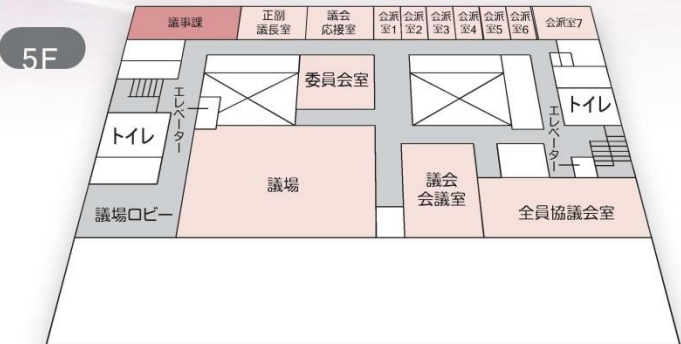 5F
議事課
正副
議長室
議会
応接室
会派
室1
会派
室2
会派
室3
会派
室4
会派
室5
会派
室6
会派室7
委員会室
エレベーター
トイレ
エレベーター
トイレ
議場
議会
会議室
議場ロビー
全員協議会室